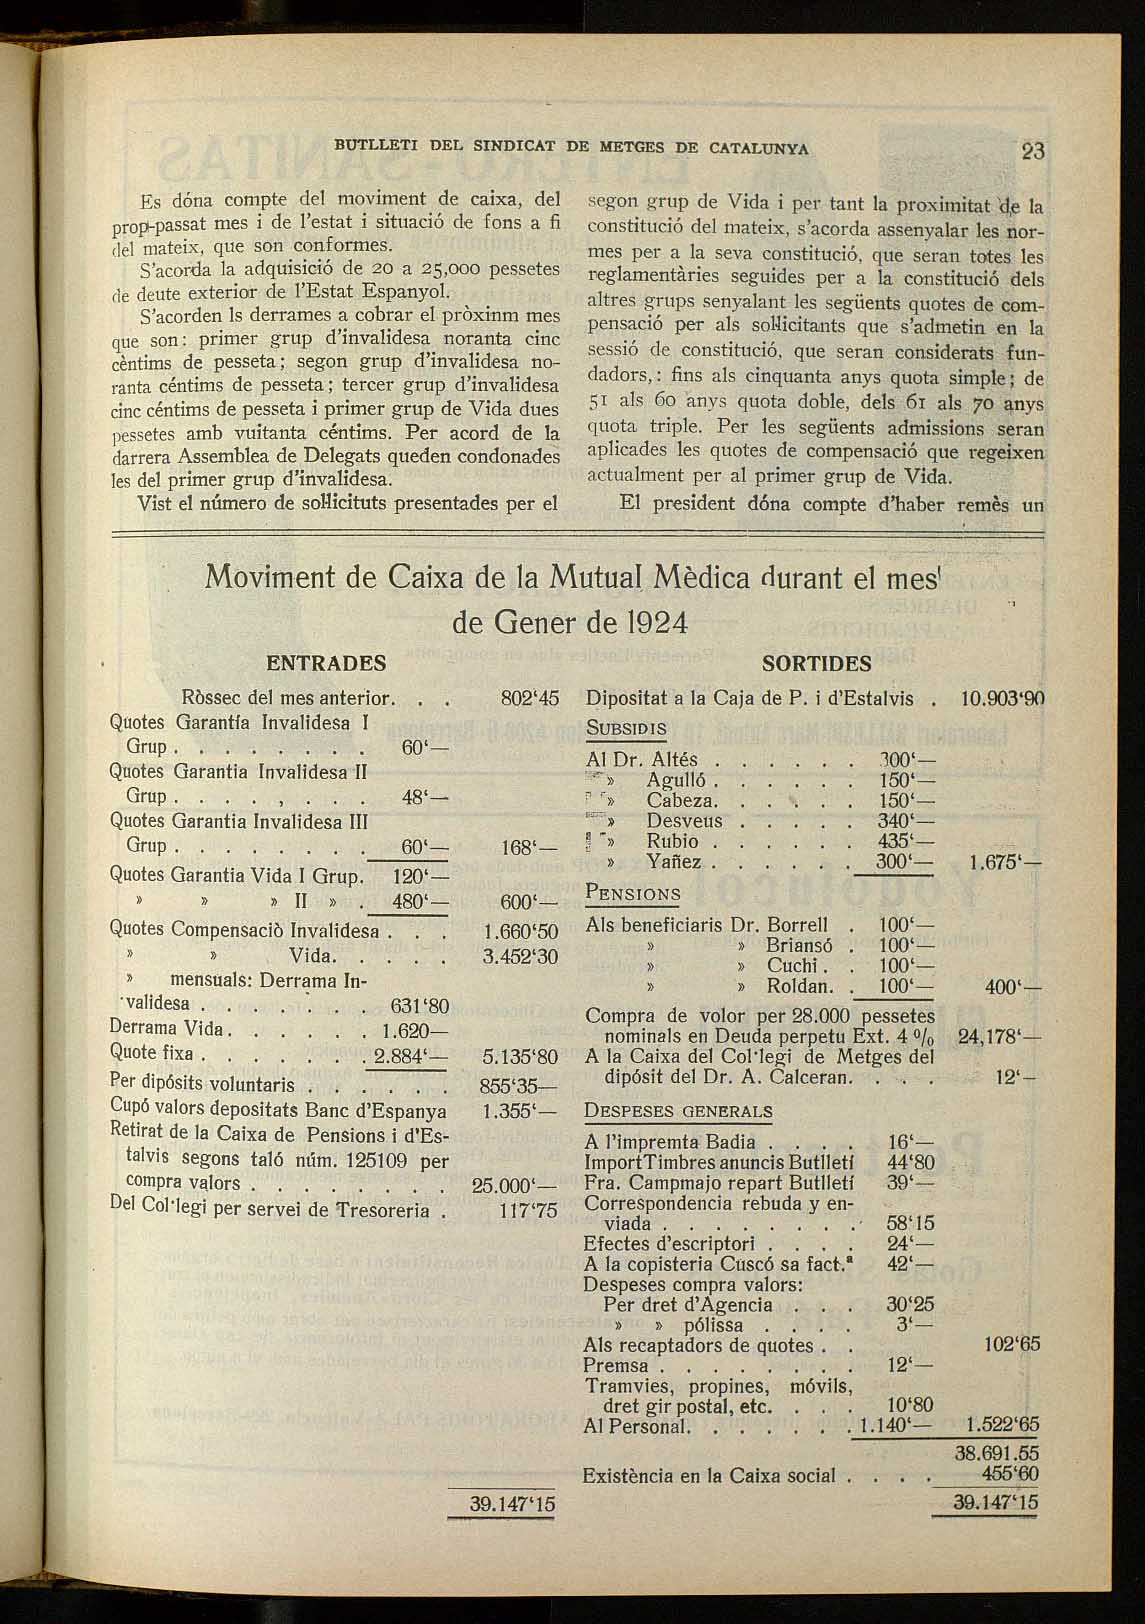 BUTLLETI DEL SINDICAT DE METGES DE CATALUNYA 23
Es dóna compte del moviment de caixa, del
prop-passat mes i de l'estat i situació de fons a fi
del mateix, que son conformes.
S'acorda la adquisició de 20 a 25,000 pessetes
de deute exterior de l'Estat Espanyol.
S'acorden ls derrames a cobrar el pròxinm mes
que son: primer grup d'invalidesa noranta cinc
cèntims de pesseta; segon grup d'invalidesa no-
ranta céntims de pesseta; tercer grup d'invalidesa
cinc céntims de pesseta i primer grup de Vida dues
pessetes amb vuitanta céntims. Per acord de la
darrera Assemblea de Delegats queden condonades
les del primer grup d'invalidesa.
Vist el número de sol·licituts presentades per el
segon grup de Vida i per tant la proximitat de la
constitució del mateix, s'acorda assenyalar les nor-
mes per a la seva constitució, que seran totes les
reglamentàries seguides per a la constitució dels
altres grups senyalant les següents quotes de com-
pensació per als sol·licitants que s'admetin en la
sessió de constitució, que seran considerats fun-
dadors,: fins als cinquanta anys quota simple; de
51 als 60 anys quota doble, dels 61 als 70 anys
quota triple. Per les següents admissions seran
aplicades les quotes de compensació que regeixen
actualment per al primer grup de Vida.
El president dóna compte d'haber remès un
Moviment de Caixa de la Mutual Mèdica durant el mes
de Gener de 1924
ENTRADES
Ròssec del mes anterior. . . 802'45
Quotes Garantía Invalidesa I
Grup . . . . . . . . 60'—
Quotes Garantia Invalidesa II
Grup . . . . , . . . 48'—
Quotes Garantia Invalidesa III
Grup . . . . . . . . 60'— 168'—
Quotes Garantia Vida I Grup. 120'—
» » » II » . 480'— 600'—
Quotes Compensaciò Invalidesa . . . 1.660'50
» » Vida. . . . . 3.452'30
» mensuals: Derrama In-
validesa . . . . . . . 631'80
Derrama Vida . . . . . . 1.620—
Quote fixa . . . . . . . 2.884'— 5.135'80
Per dipósits voluntaris . . . . . . 855'35—
Cupó valors depositats Banc d'Espanya 1.355'—
Retirat de la Caixa de Pensions i d'Es-
talvis segons taló núm. 125109 per
compra valors . . . . . . . . 25.000'—
Del Col·legi per servei de Tresoreria . 117'75
39.147'15
SORTIDES
Dipositat a la Caja de P. i d'Estalvis . 10.903'90
SUBSIDIS
Al Dr. Altés . . . . . . 300'—
» Agulló . . . . . . 150'—
» Cabeza. . . . . . 150'—
» Desveus . . . . . 340'—
» Rubio . . . . . . 435'—
» Yañez . . . . . . 300'— 1.675'—
PENSIONS
Als beneficiaris Dr. Borrell . 100'—
» » Briansó . 100'—
» » Cuchi . . 100'—
» » Roldan. . 100'— 400'—
Compra de volor per 28.000 pessetes
nominals en Deuda perpetu Ext. 4 % 24,178'—
A la Caixa del Col·legi de Metges del
dipósit del Dr. A. Calceran. . . . 12'—
DESPESES GENERALS
A l'impremta Badia . . . . 16'—
Import Timbres anuncis Butlletí 44'80
Fra. Campmajo repart Butlletí 39'—
Correspondencia rebuda y en-
viada . . . . . . . . 58'15
Efectes d'escriptori . . . . 24'—
A la copisteria Cuscó sa fact.ª 42'—
Despeses compra valors:
Per dret d'Agencia . . . 30'25
» » pólissa . . . . 3'—
Als recaptadors de quotes . . 102'65
Premsa . . . . . . . . 12'—
Tramvies, propines, móvils,
dret gir postal, etc. . . . 10'80
Al Personal. . . . . . . 1.140'— 1.522'65
38.691.55
Existència en la Caixa social . . . . 455'60
39.147'15